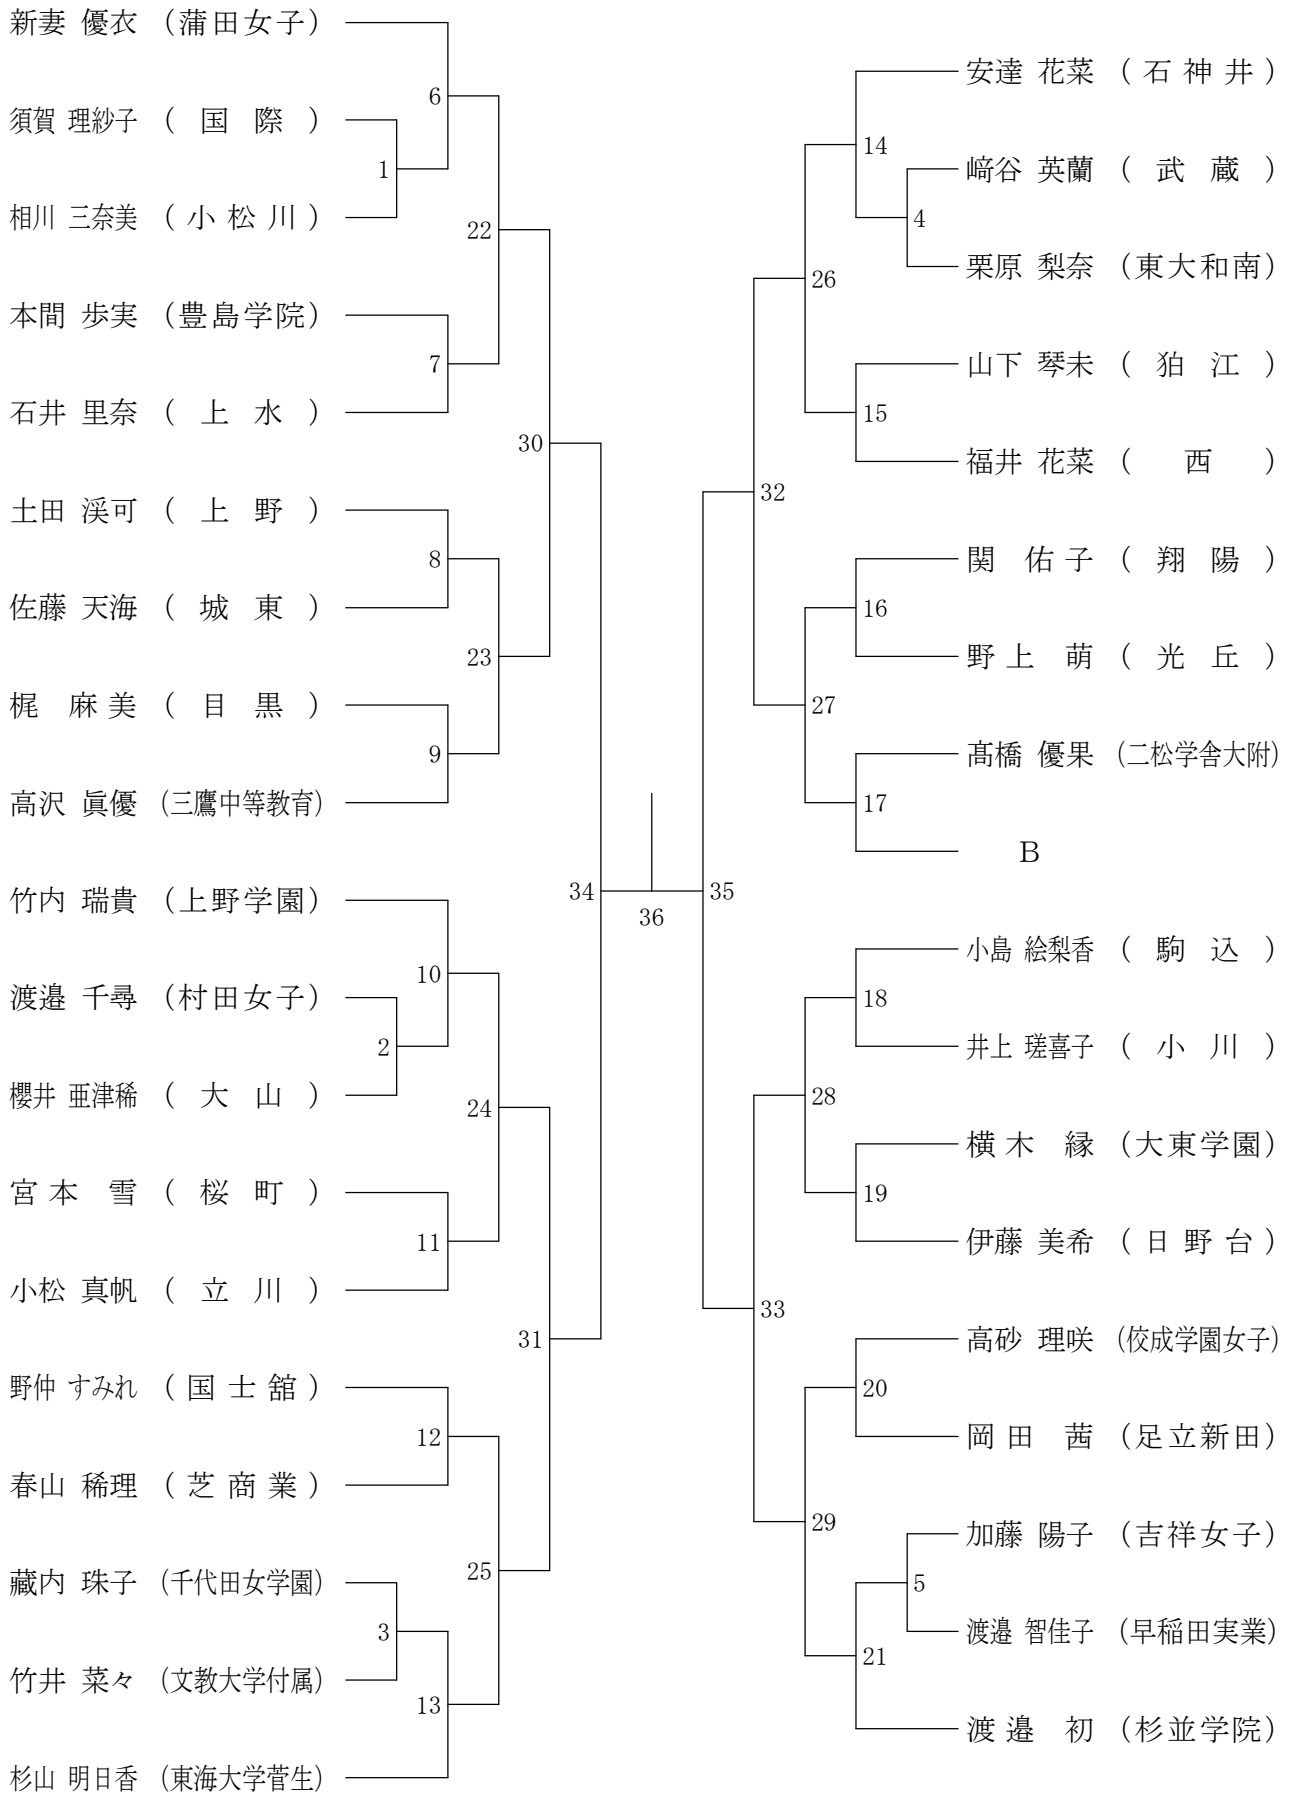 新妻 優衣 （蒲田女子）
6
須賀 理紗子 （ 国 際 ）
1
相川 三奈美 （ 小 松 川 ）
22
本間 歩実 （豊島学院）
7
石井 里奈 （ 上 水 ）
30
土田 渓可 （ 上 野 ）
8
佐藤 天海 （ 城 東 ）
23
梶 麻美 （ 目 黒 ）
9
高沢 眞優 （三鷹中等教育）
34
竹内 瑞貴 （上野学園）
10
渡邉 千尋 （村田女子）
2
櫻井 亜津稀 （ 大 山 ）
24
宮本 雪 （ 桜 町 ）
11
小松 真帆 （ 立 川 ）
31
野仲 すみれ （ 国 士 舘 ）
12
春山 稀理 （ 芝 商 業 ）
25
藏内 珠子 （千代田女学園）
3
竹井 菜々 （文教大学付属）
13
杉山 明日香 （東海大学菅生）
36
安達 花菜 （ 石 神 井 ）
14
﨑谷 英蘭 （ 武 蔵 ）
4
栗原 梨奈 （東大和南）
26
山下 琴未 （ 狛 江 ）
15
福井 花菜 （ 西 ）
32
関 佑子 （ 翔 陽 ）
16
野上 萌 （ 光 丘 ）
27
髙橋 優果 （二松学舎大附）
17
B
35
小島 絵梨香 （ 駒 込 ）
18
井上 瑳喜子 （ 小 川 ）
28
横木 縁 （大東学園）
19
伊藤 美希 （ 日 野 台 ）
33
高砂 理咲 （佼成学園女子）
20
岡田 茜 （足立新田）
29
加藤 陽子 （吉祥女子）
5
渡邉 智佳子 （早稲田実業）
21
渡邉 初 （杉並学院）